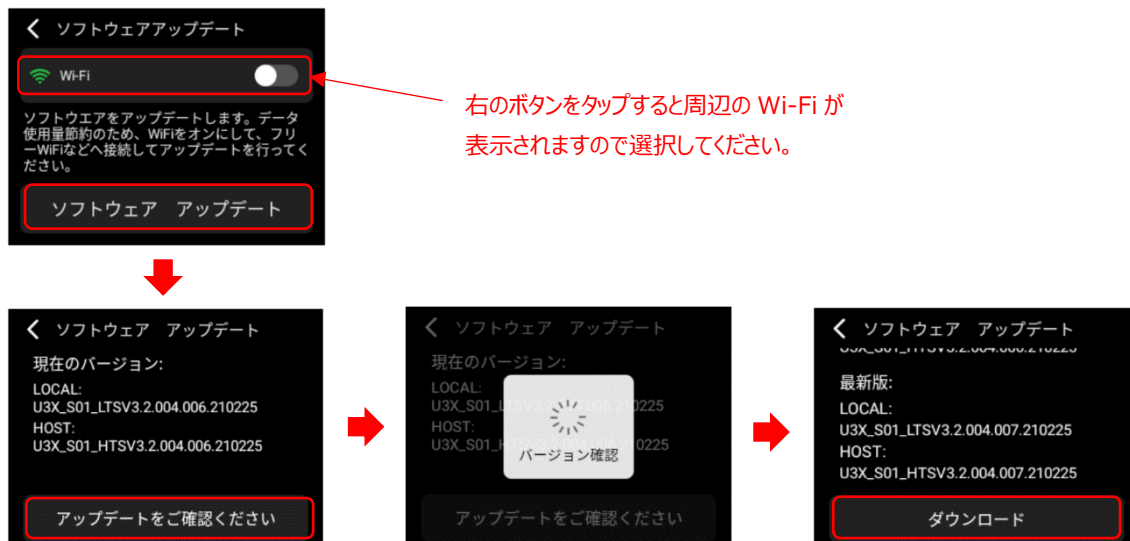 ソフトウェアアップデート
Wi-Fi
ソフトウエアをアップデートします。データ
使用量節約のため、WiFiをオンにして、フリ
ーWiFiなどへ接続してアップデートを行ってく
ださい。
ソフトウェア　アップデート
右のボタンをタップすると周辺の Wi-Fi が
表示されますので選択してください。
ソフトウェア　アップデート
現在のバージョン:
LOCAL:
U3X_S01_LTSV3.2.004.006.210225
HOST:
U3X_S01_HTSV3.2.004.006.210225
アップデートをご確認ください
ソフトウェア　アップデート
現在のバージョン:
LOCAL:
HOST:
バージョン確認
アップデートをご確認ください
ソフトウェア　アップデート
最新版:
LOCAL:
U3X_S01_LTSV3.2.004.007.210225
HOST:
U3X_S01_HTSV3.2.004.007.210225
ダウンロード